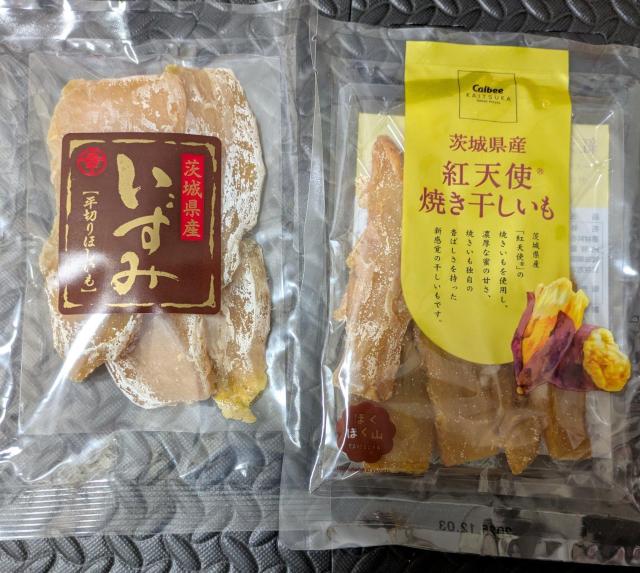 茨城県産
いずみ
【平切りほしいも】
Calbee
KAITSUKA
茨城県産
紅天使®
焼き干しいも
茨城県産
「紅天使®」の
焼きいもを使用し、
濃厚な蜜の甘さ、
焼きいも独自の
香ばしさを持った
新感覚の干しいもです。
ほく
ほく山